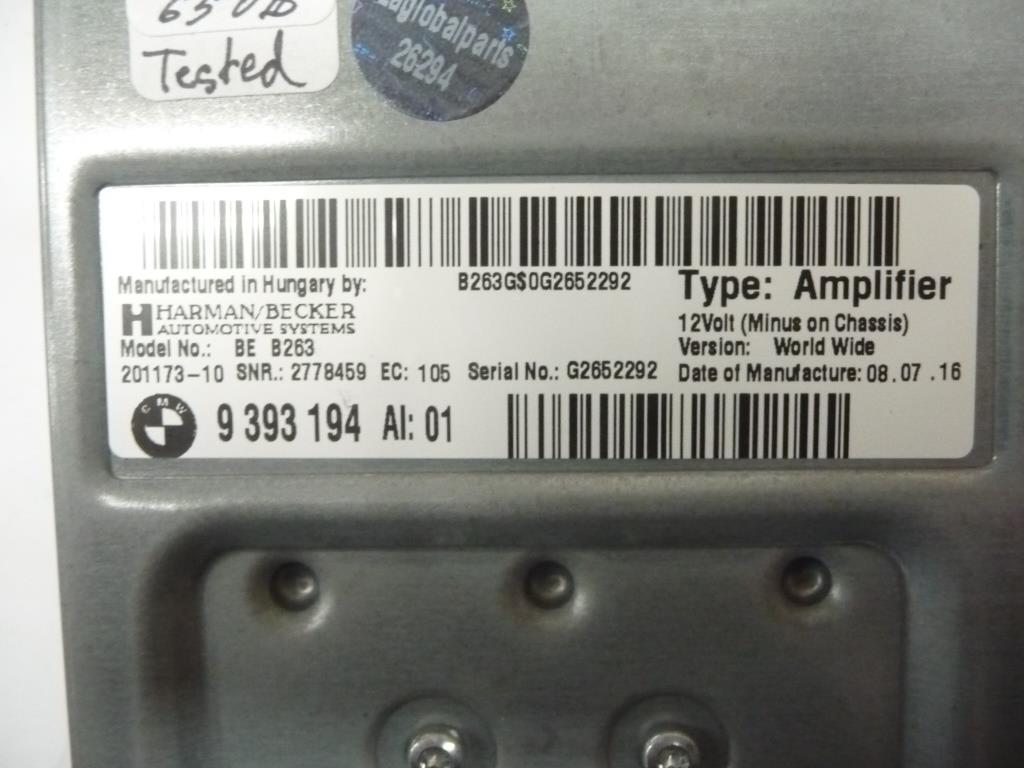 Tested
zaglobalparts
26294
B263G$0G2652292
Manufactured in Hungary by:
HARMAN/BECKER
AUTOMOTIVE SYSTEMS
Type: Amplifier
12Volt (Minus on Chassis)
Model No.: BE B263
Version: World Wide
201173-10 SNR.: 2778459 EC: 105 Serial No.: G2652292 Date of Manufacture: 08.07.16
BMW
9 393 194 AI: 01